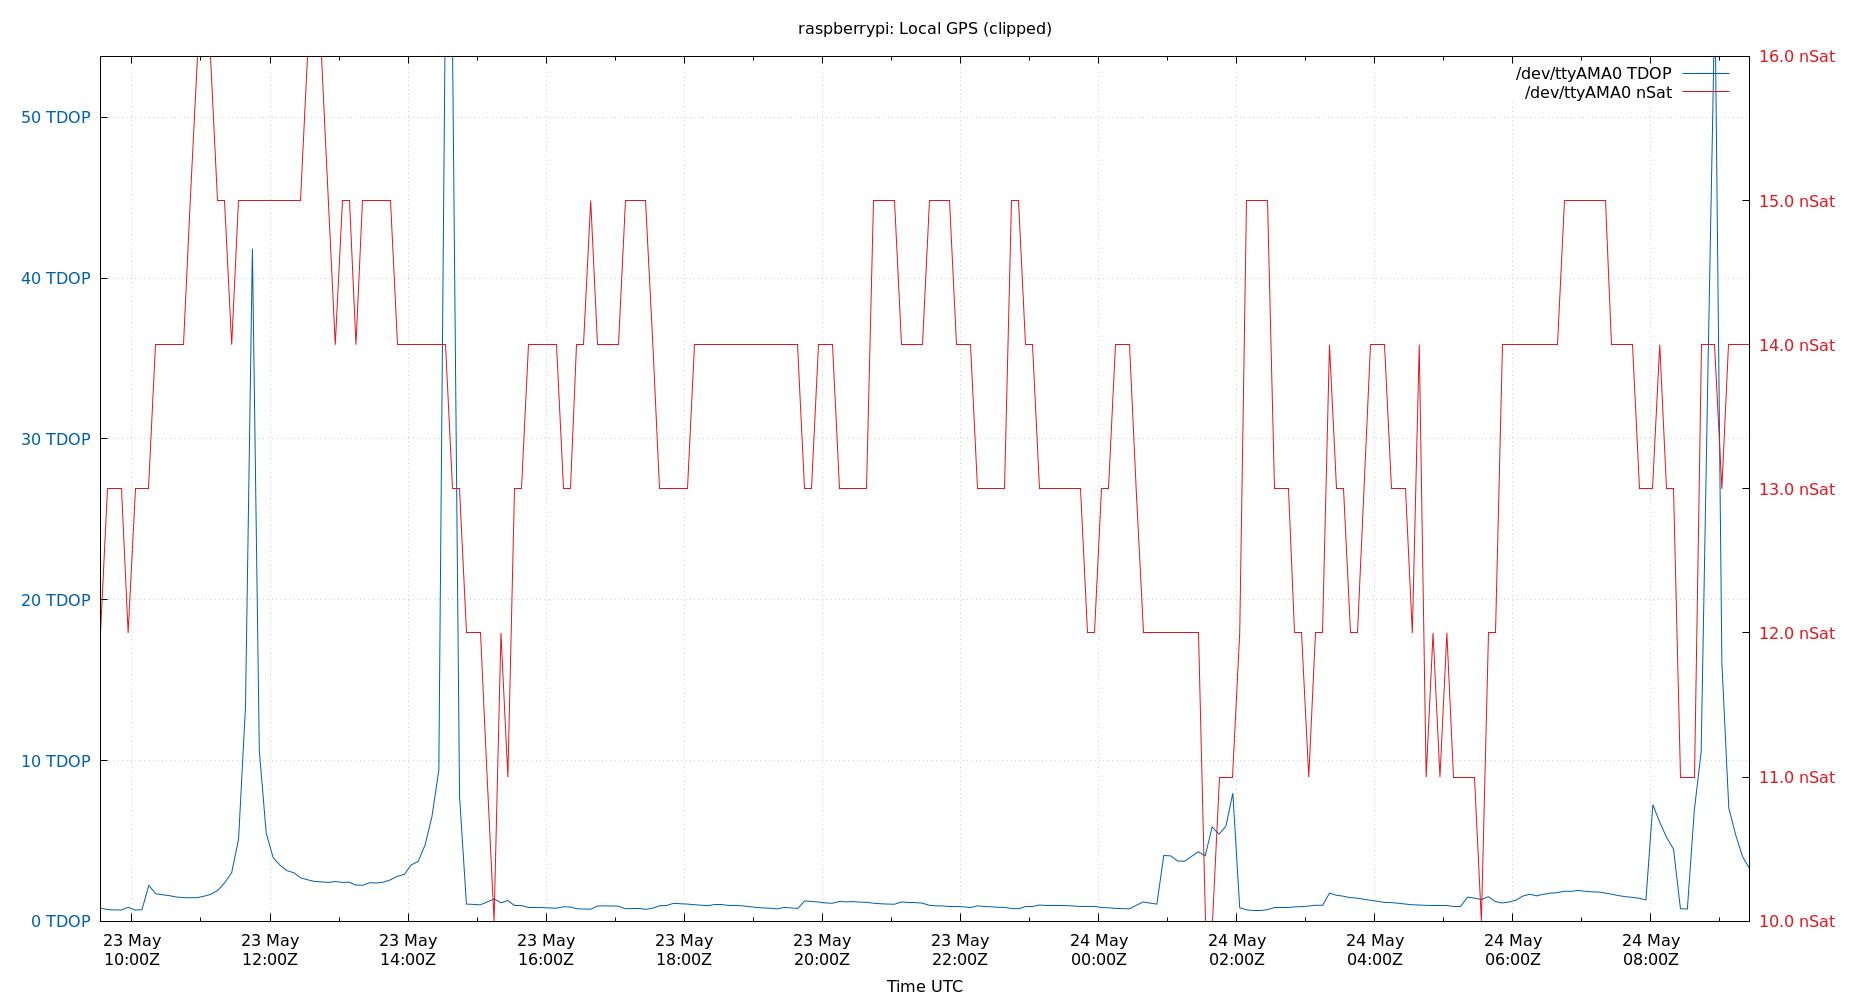 raspberrypi: Local GPS (clipped)
/dev/ttyAMA0 TDOP
/dev/ttyAMA0 nSat
50 TDOP
40 TDOP
30 TDOP
20 TDOP
10 TDOP
0 TDOP
16.0 nSat
15.0 nSat
14.0 nSat
13.0 nSat
12.0 nSat
11.0 nSat
10.0 nSat
23 May
10:00Z
23 May
12:00Z
23 May
14:00Z
23 May
16:00Z
23 May
18:00Z
23 May
20:00Z
23 May
22:00Z
24 May
00:00Z
24 May
02:00Z
24 May
04:00Z
24 May
06:00Z
24 May
08:00Z
Time UTC